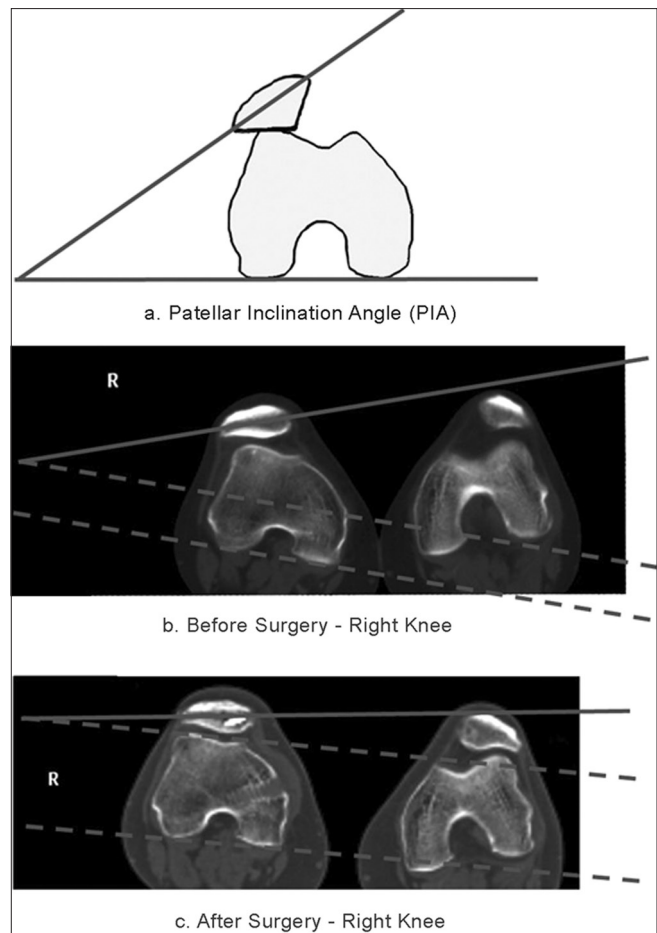 a. Patellar Inclination Angle (PIA)
R
b. Before Surgery - Right Knee
R
c. After Surgery - Right Knee